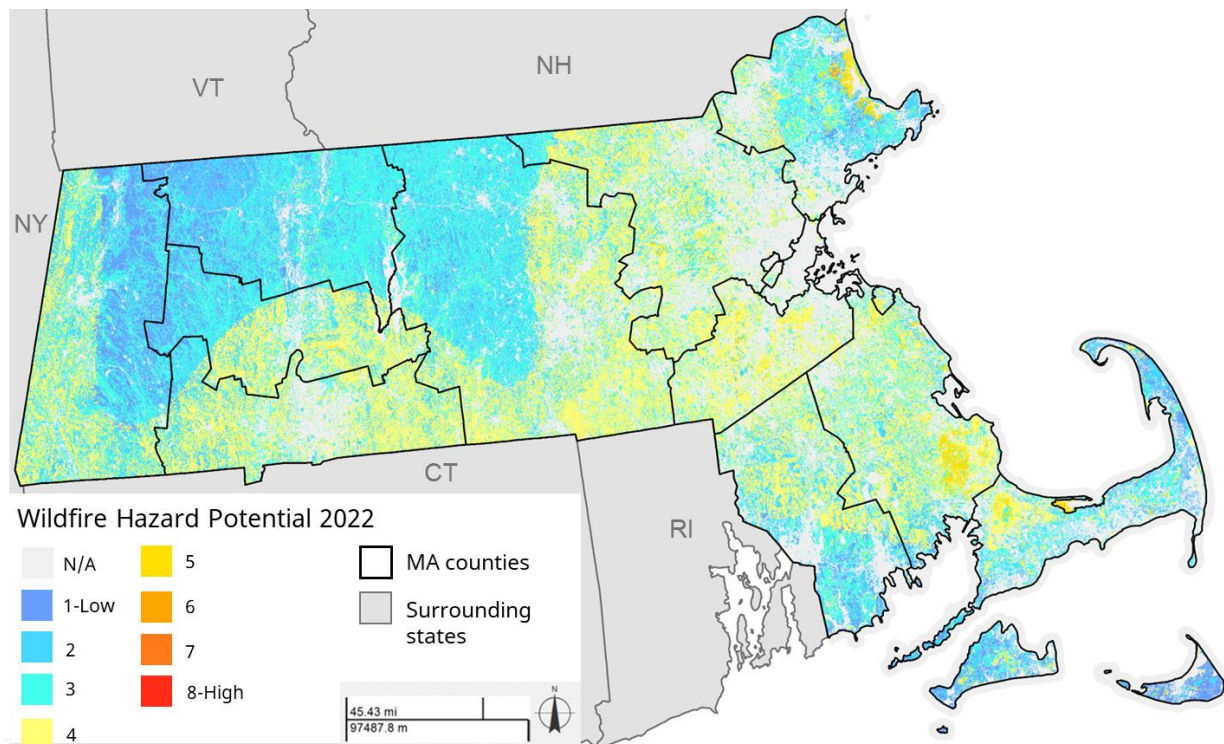 VT
NH
NY
CT
RI
Wildfire Hazard Potential 2022
N/A
1-Low
2
3
4
5
6
7
8-High
MA counties
Surrounding
states
45.43 mi
97487.8 m
N